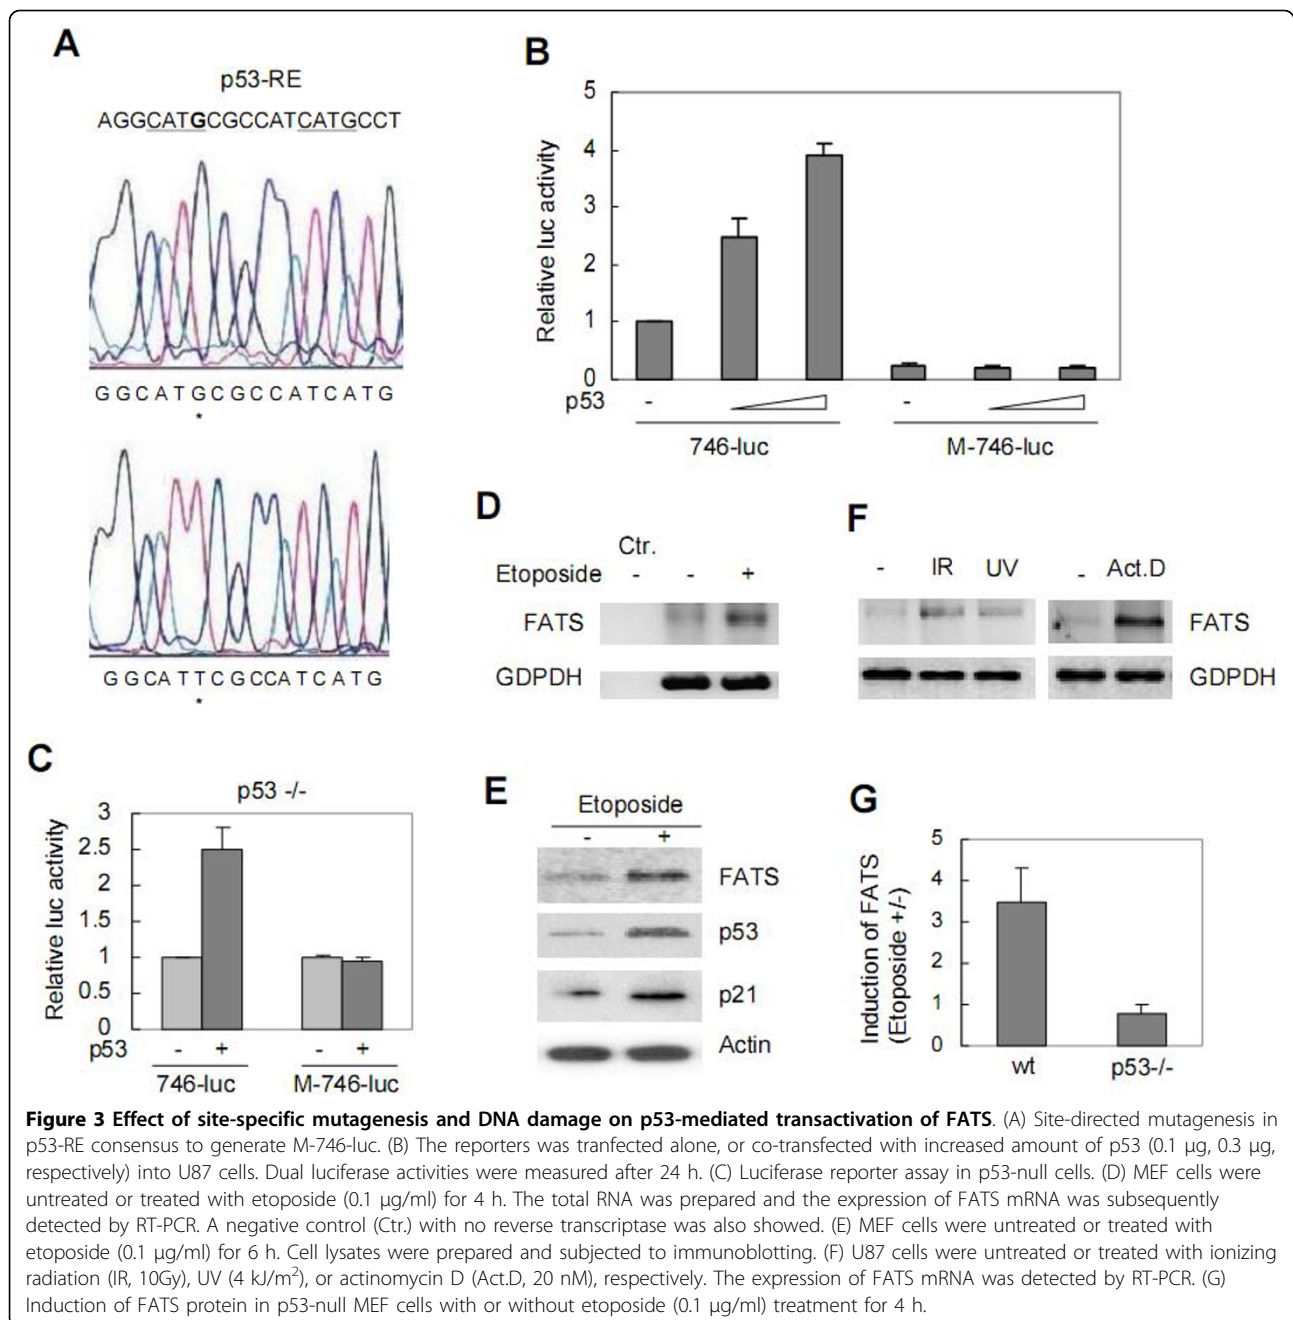 A
p53-RE
AGGCATGCGCCATCATGCCT
G G C A T G C G C C A T C A T G
*
G G C A T T C G C C A T C A T G
*
B
Relative luc activity
5
4
3
2
1
0
p53
-
-
746-luc
M-746-luc
C
p53 -/-
Relative luc activity
3
2.5
2
1.5
1
0.5
0
p53
- +
- +
746-luc
M-746-luc
D
Ctr.
Etoposide - - +
FATS
GDPDH
F
- IR UV
- Act.D
FATS
GDPDH
E
Etoposide
- +
FATS
p53
p21
Actin
G
Induction of FATS
(Etoposide +/-)
5
4
3
2
1
0
wt
p53-/-
Figure 3 Effect of site-specific mutagenesis and DNA damage on p53-mediated transactivation of FATS. (A) Site-directed mutagenesis in
p53-RE consensus to generate M-746-luc. (B) The reporters was tranfected alone, or co-transfected with increased amount of p53 (0.1 μg, 0.3 μg,
respectively) into U87 cells. Dual luciferase activities were measured after 24 h. (C) Luciferase reporter assay in p53-null cells. (D) MEF cells were
untreated or treated with etoposide (0.1 μg/ml) for 4 h. The total RNA was prepared and the expression of FATS mRNA was subsequently
detected by RT-PCR. A negative control (Ctr.) with no reverse transcriptase was also showed. (E) MEF cells were untreated or treated with
etoposide (0.1 μg/ml) for 6 h. Cell lysates were prepared and subjected to immunoblotting. (F) U87 cells were untreated or treated with ionizing
radiation (IR, 10Gy), UV (4 kJ/m²), or actinomycin D (Act.D, 20 nM), respectively. The expression of FATS mRNA was detected by RT-PCR. (G)
Induction of FATS protein in p53-null MEF cells with or without etoposide (0.1 μg/ml) treatment for 4 h.